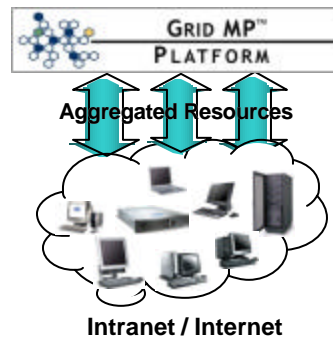 GRID MP™
PLATFORM
Aggregated Resources
Intranet / Internet